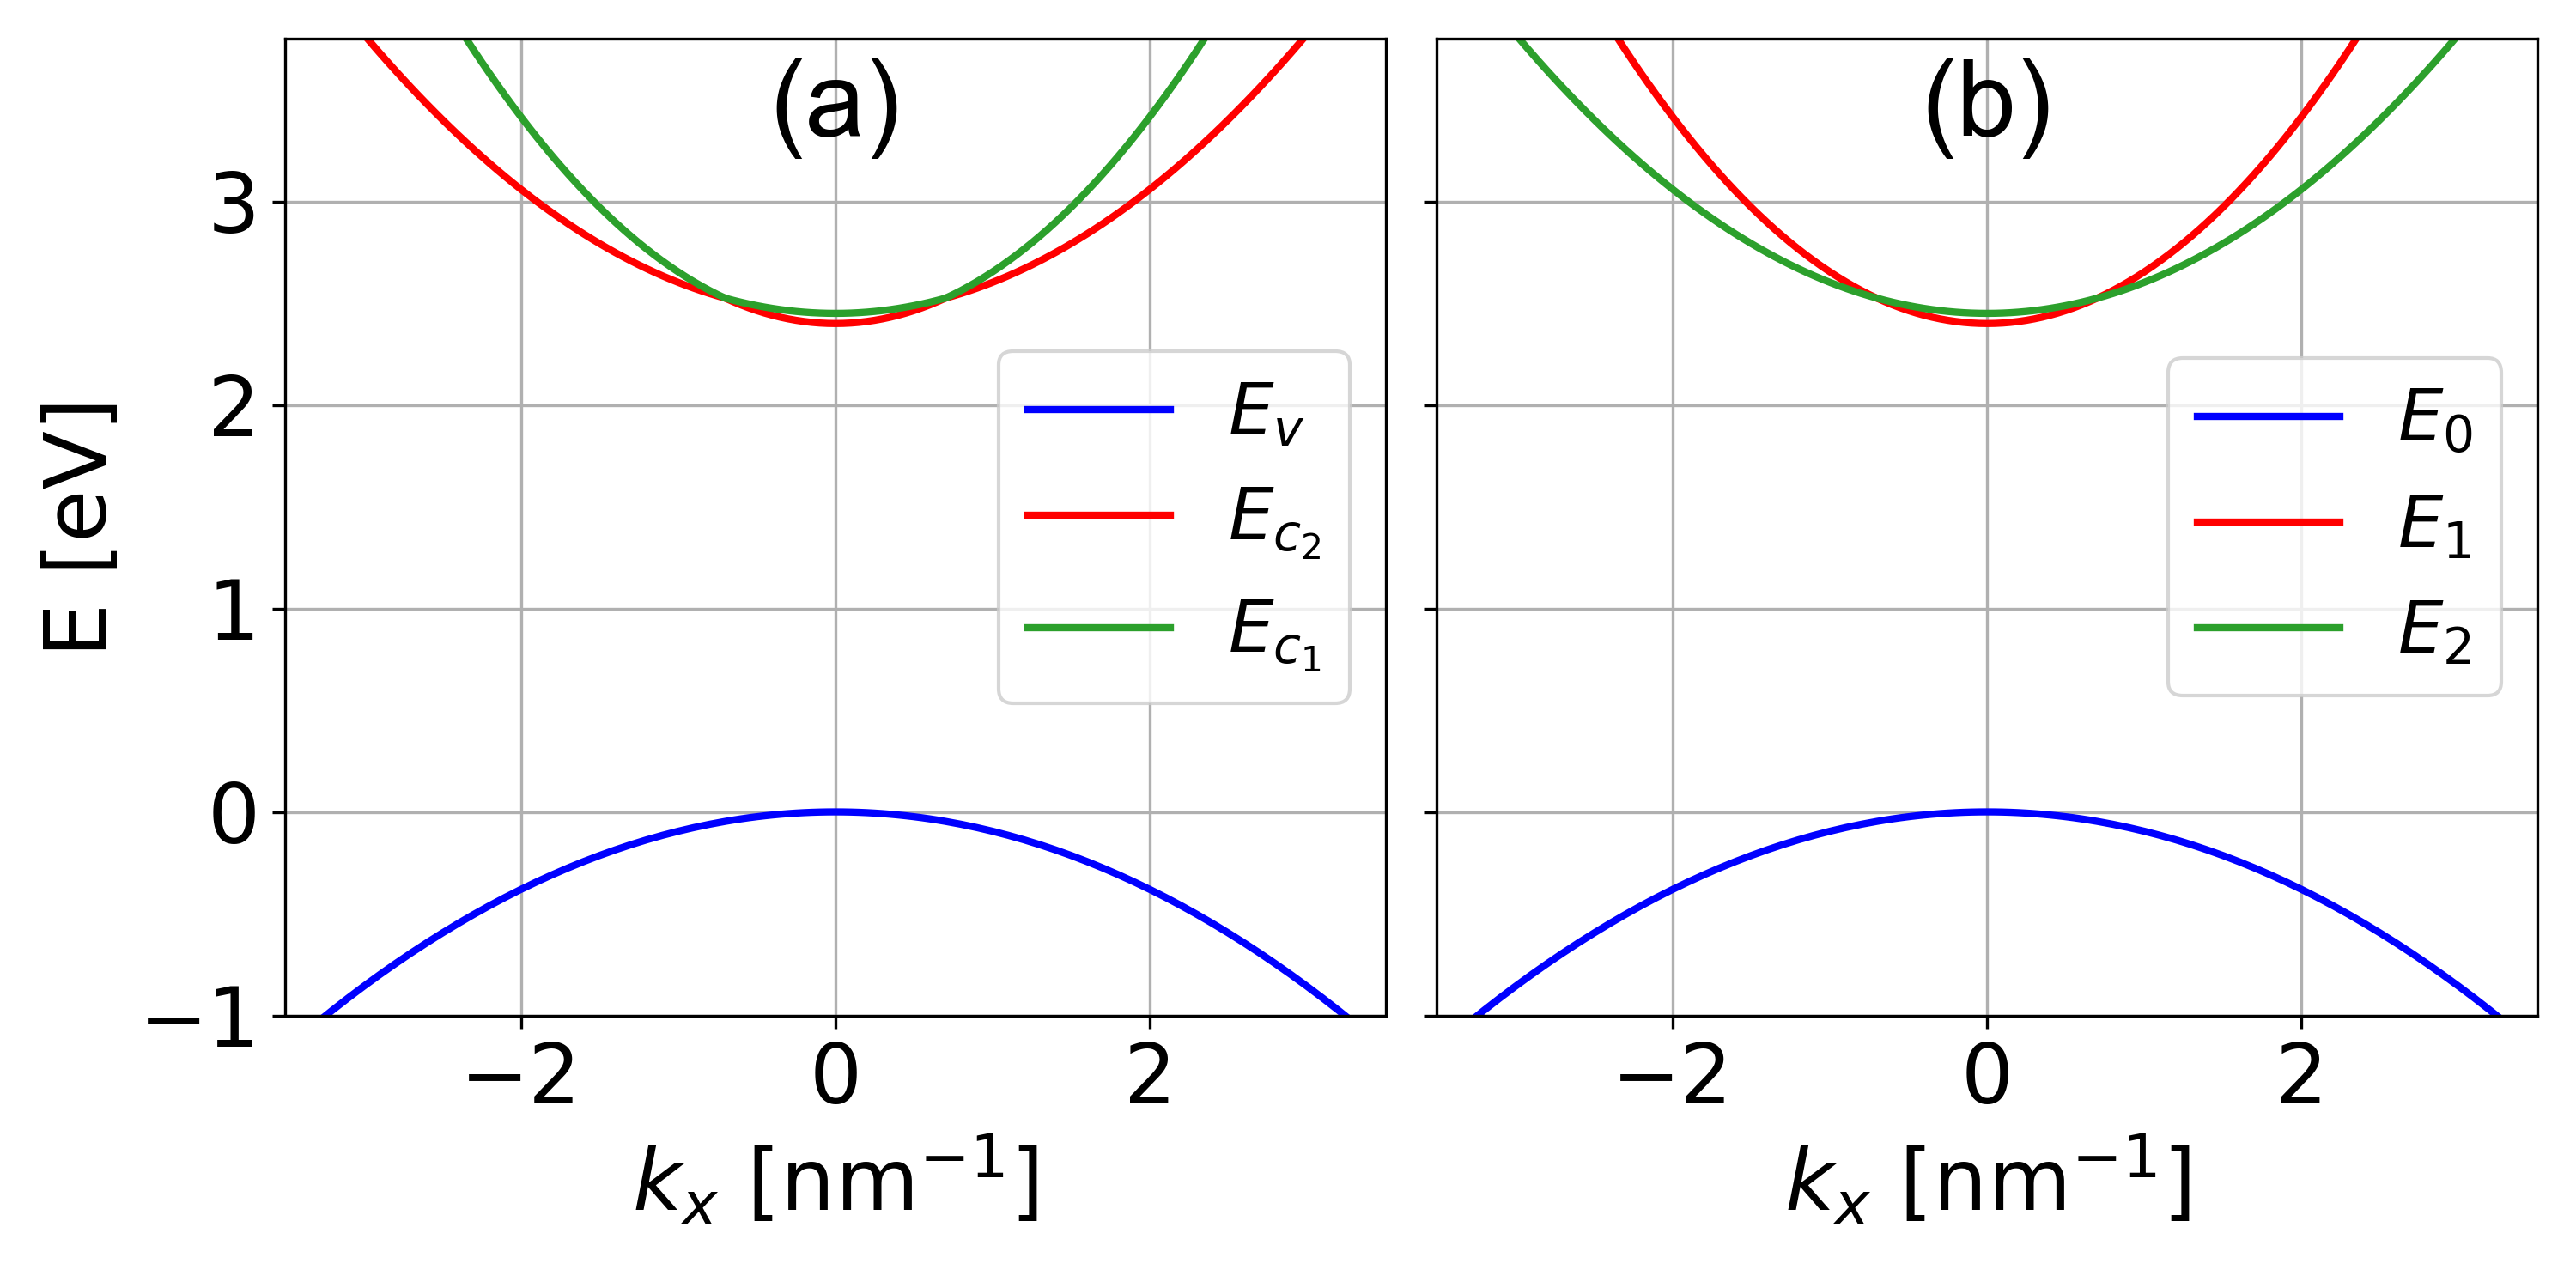 (a)
(b)
E [eV]
3
2
1
0
−1
E_v
E_{c_2}
E_{c_1}
E_0
E_1
E_2
−2 0 2
−2 0 2
k_x [nm⁻¹]
k_x [nm⁻¹]